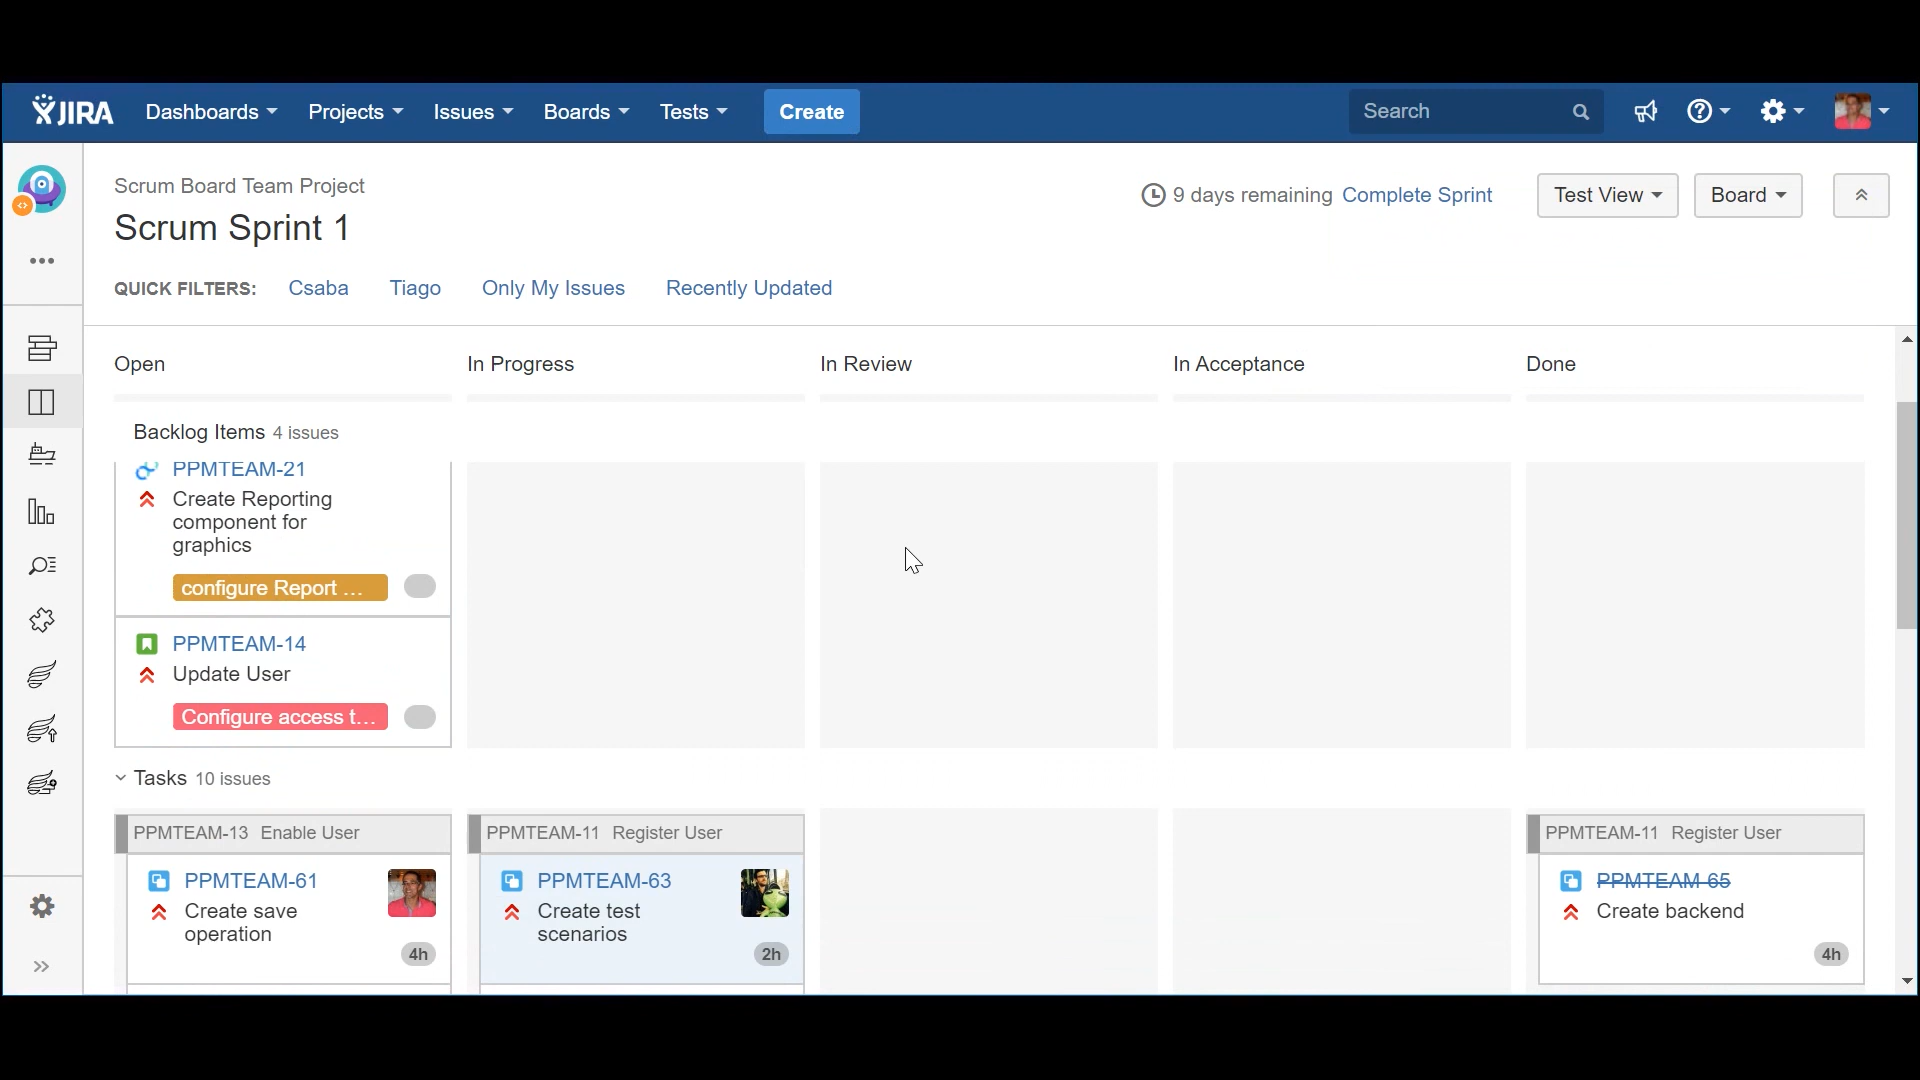 JIRA Dashboards Projects Issues Boards Tests Create Search
Scrum Board Team Project
Scrum Sprint 1
9 days remaining Complete Sprint Test View Board
QUICK FILTERS: Csaba Tiago Only My Issues Recently Updated
Open In Progress In Review In Acceptance Done
Backlog Items 4 issues
PPMTEAM-21
Create Reporting
component for
graphics
configure Report ...
PPMTEAM-14
Update User
Configure access t...
Tasks 10 issues
PPMTEAM-13 Enable User
PPMTEAM-61
Create save
operation
4h
PPMTEAM-11 Register User
PPMTEAM-63
Create test
scenarios
2h
PPMTEAM-11 Register User
PPMTEAM-65
Create backend
4h